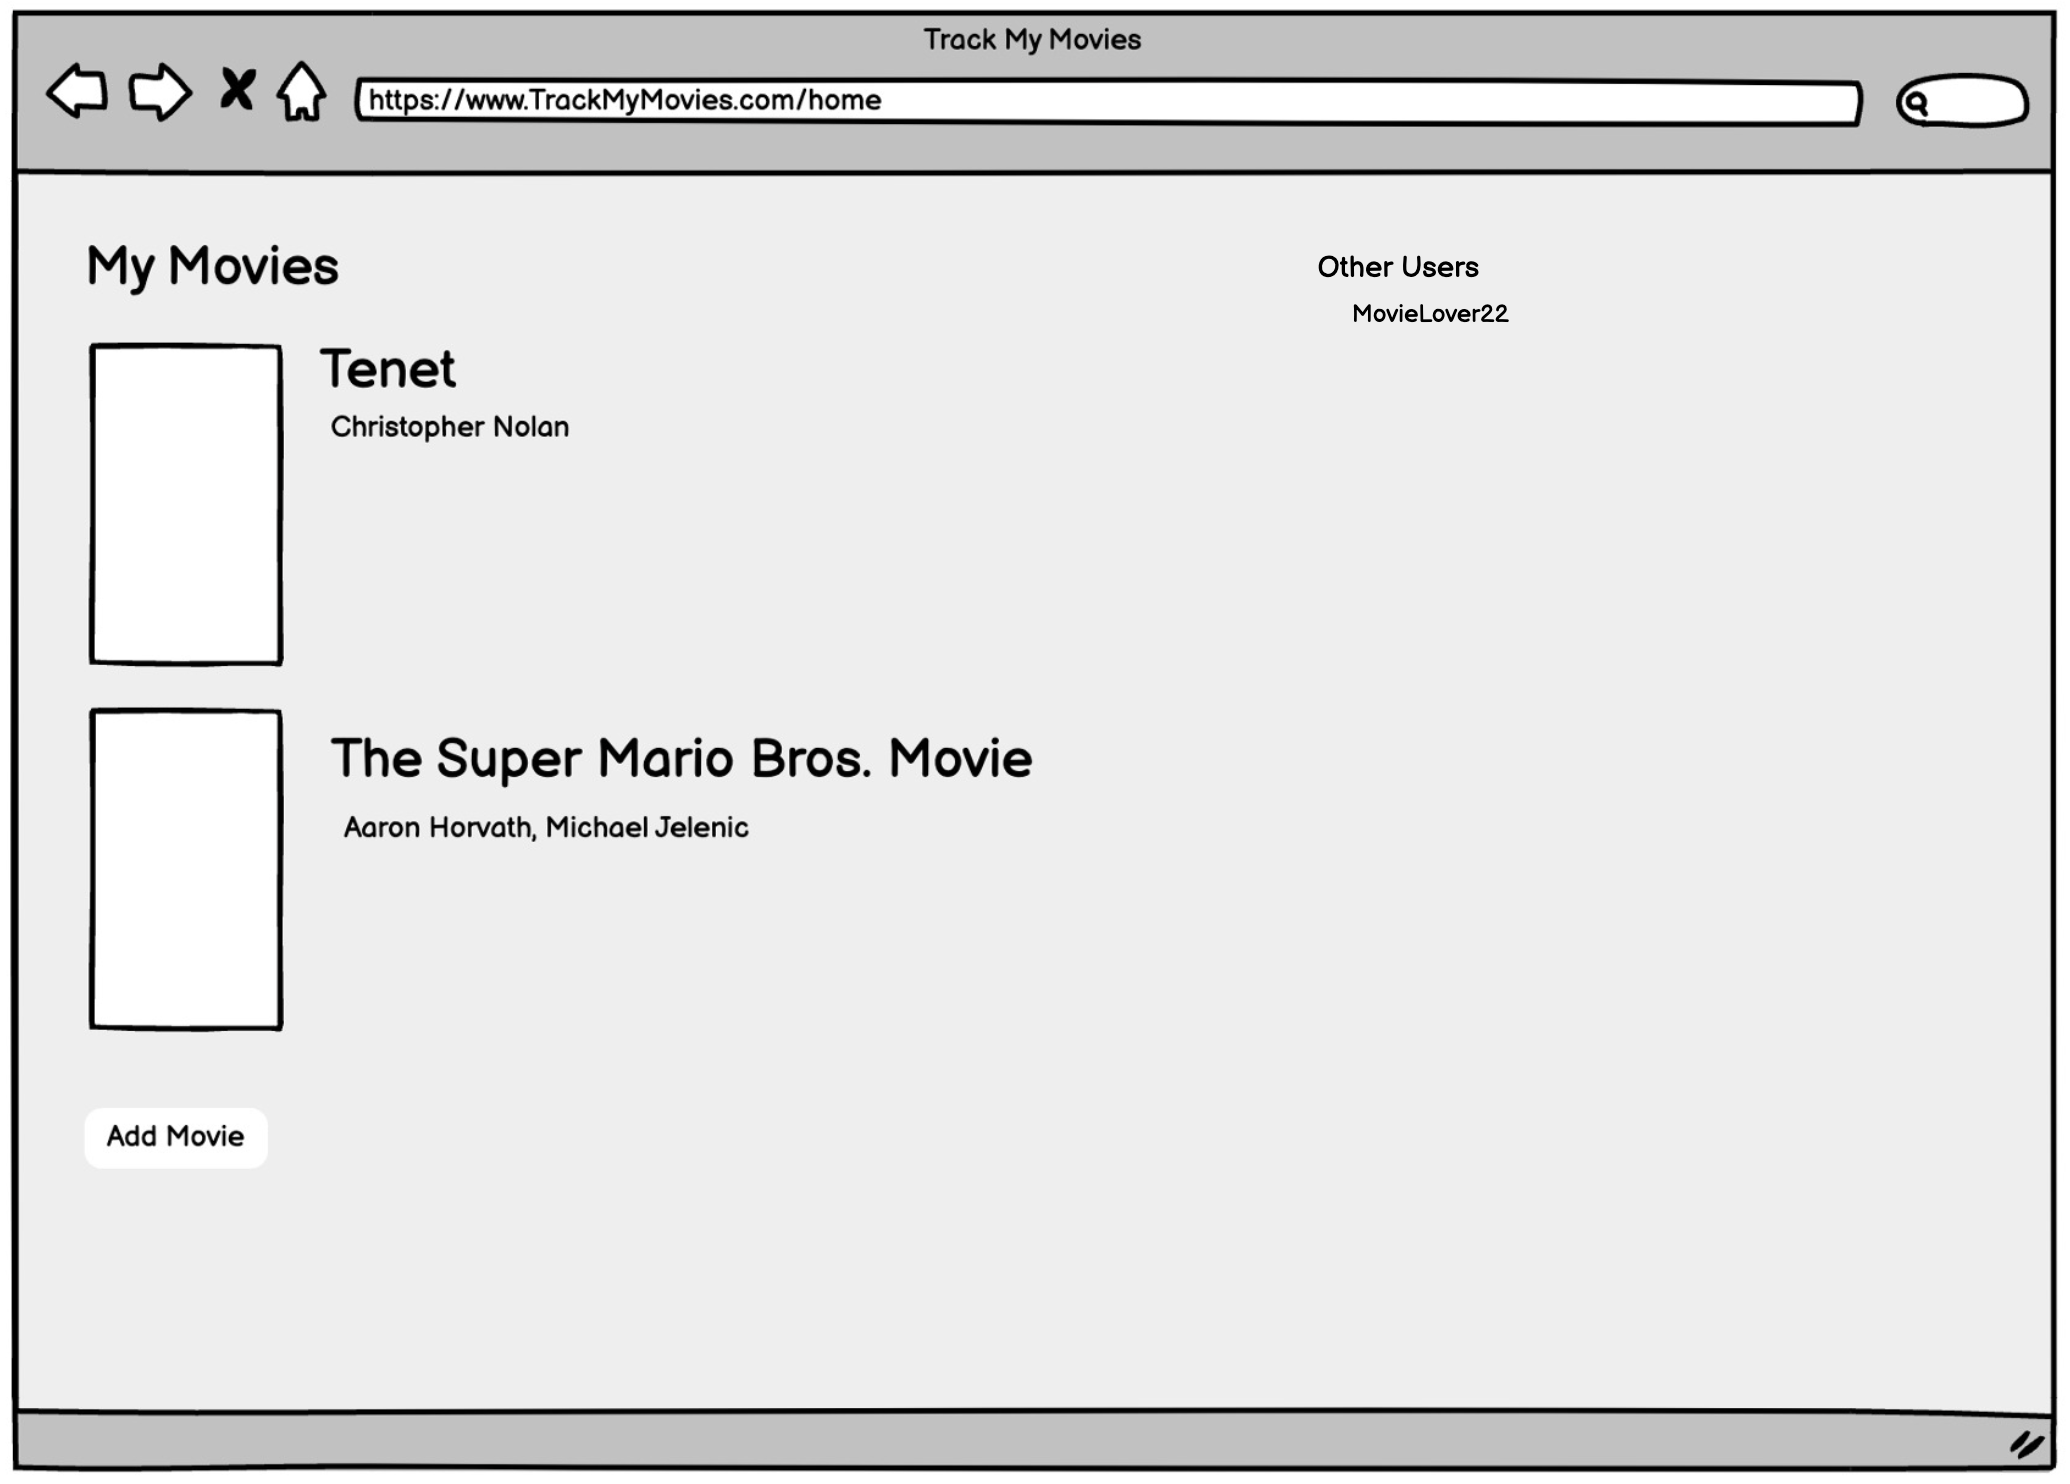 Track My Movies
https://www.TrackMyMovies.com/home
My Movies
Other Users
MovieLover22
Tenet
Christopher Nolan
The Super Mario Bros. Movie
Aaron Horvath, Michael Jelenic
Add Movie